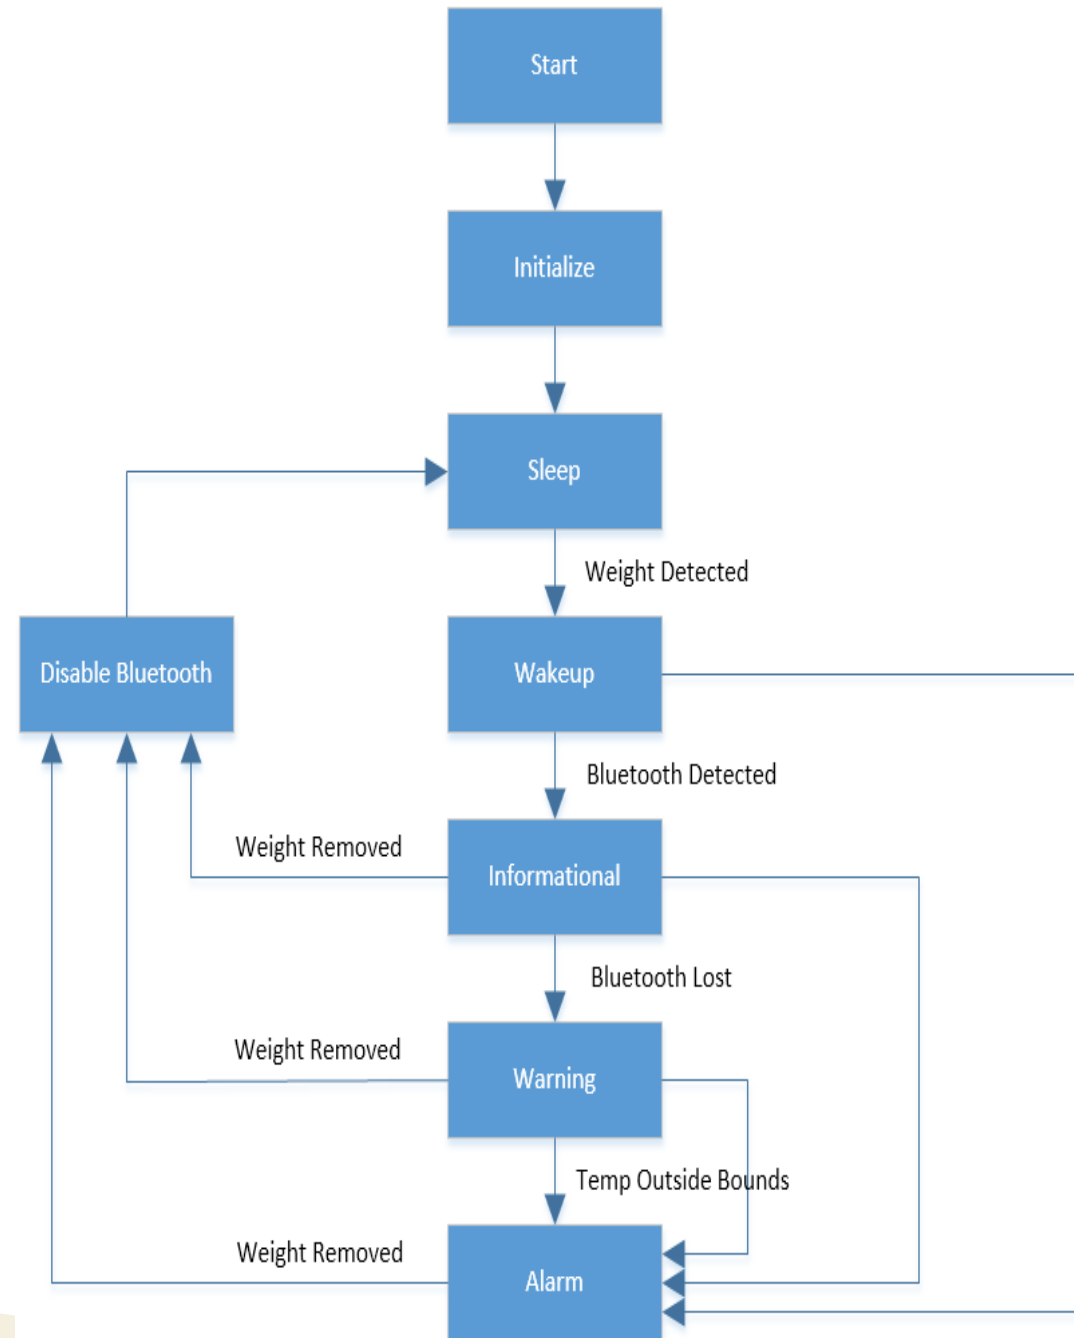 Start
Initialize
Sleep
Weight Detected
Disable Bluetooth
Wakeup
Bluetooth Detected
Weight Removed
Informational
Bluetooth Lost
Weight Removed
Warning
Temp Outside Bounds
Weight Removed
Alarm